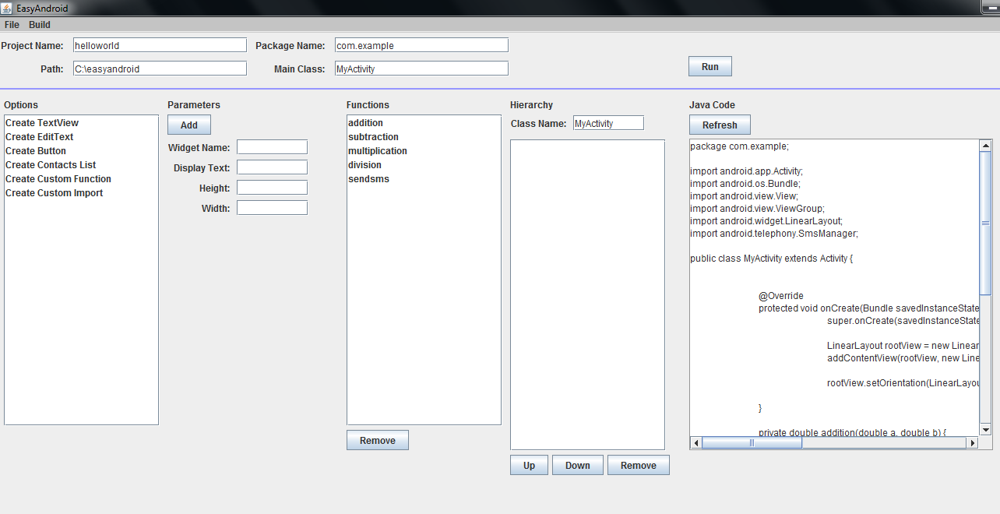 EasyAndroid
File Build
Project Name: helloworld Package Name: com.example
Path: C:\easyandroid Main Class: MyActivity
Run
Options
Create TextView
Create EditText
Create Button
Create Contacts List
Create Custom Function
Create Custom Import
Parameters
Add
Widget Name:
Display Text:
Height:
Width:
Functions
addition
subtraction
multiplication
division
sendsms
Remove
Hierarchy
Class Name: MyActivity
Up Down Remove
Java Code
Refresh
package com.example;
import android.app.Activity;
import android.os.Bundle;
import android.view.View;
import android.view.ViewGroup;
import android.widget.LinearLayout;
import android.telephony.SmsManager;
public class MyActivity extends Activity {
@Override
protected void onCreate(Bundle savedInstanceState
super.onCreate(savedInstanceState
LinearLayout rootView = new Linear
addContentView(rootView, new Line
rootView.setOrientation(LinearLayou
}
private double addition(double a, double b) {